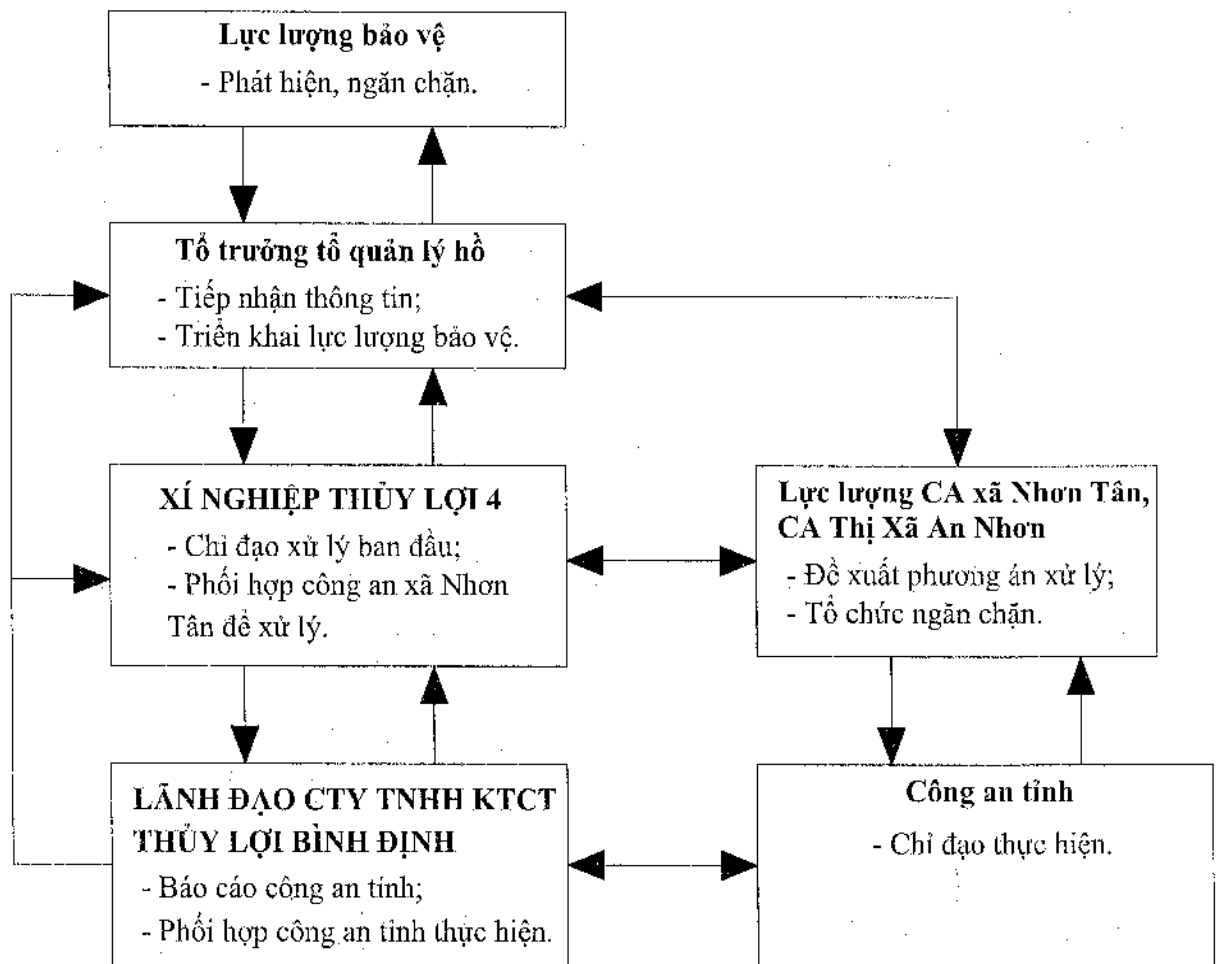 Lực lượng bảo vệ
- Phát hiện, ngăn chặn.
Tổ trưởng tổ quản lý hồ
- Tiếp nhận thông tin;
- Triển khai lực lượng bảo vệ.
XÍ NGHIỆP THỦY LỢI 4
- Chỉ đạo xử lý ban đầu;
- Phối hợp công an xã Nhơn
Tân để xử lý.
Lực lượng CA xã Nhơn Tân,
CA Thị Xã An Nhơn
- Đề xuất phương án xử lý;
- Tổ chức ngăn chặn.
LÃNH ĐẠO CTY TNHH KTCT
THỦY LỢI BÌNH ĐỊNH
- Báo cáo công an tỉnh;
- Phối hợp công an tỉnh thực hiện.
Công an tỉnh
- Chỉ đạo thực hiện.